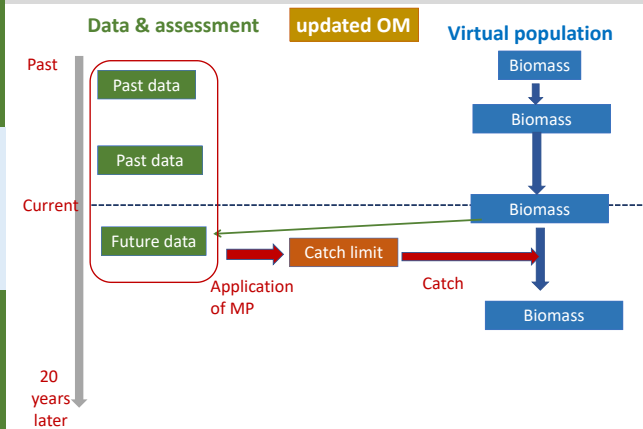 Data & assessment
updated OM
Virtual population
Past
Biomass
Past data
Biomass
Past data
Current
Biomass
Future data
Catch limit
Application
of MP
Catch
Biomass
20
years
later